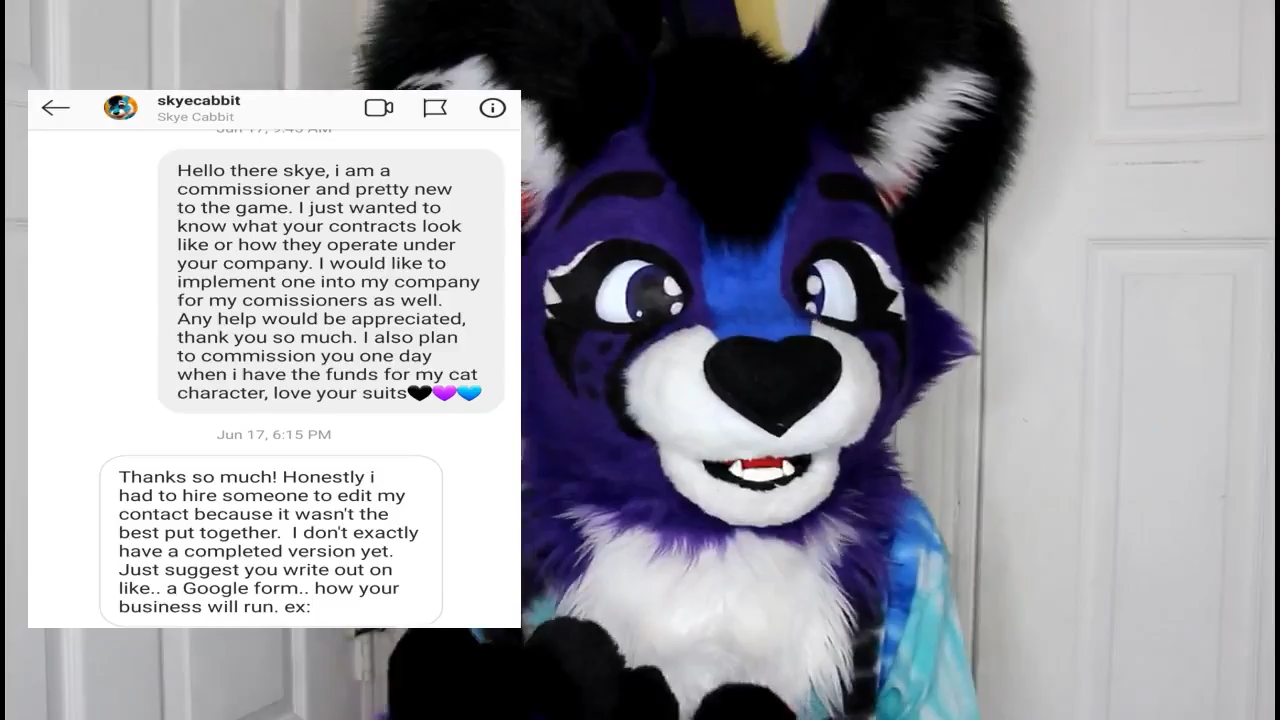 skyecabbit
Skye Cabbit
Jun 17, 9:43 AM
Hello there skye, i am a
commissioner and pretty new
to the game. I just wanted to
know what your contracts look
like or how they operate under
your company. I would like to
implement one into my company
for my comissioners as well.
Any help would be appreciated,
thank you so much. I also plan
to commission you one day
when i have the funds for my cat
character, love your suits🖤💜💙
Jun 17, 6:15 PM
Thanks so much! Honestly i
had to hire someone to edit my
contact because it wasn't the
best put together.  I don't exactly
have a completed version yet.
Just suggest you write out on
like.. a Google form.. how your
business will run. ex: